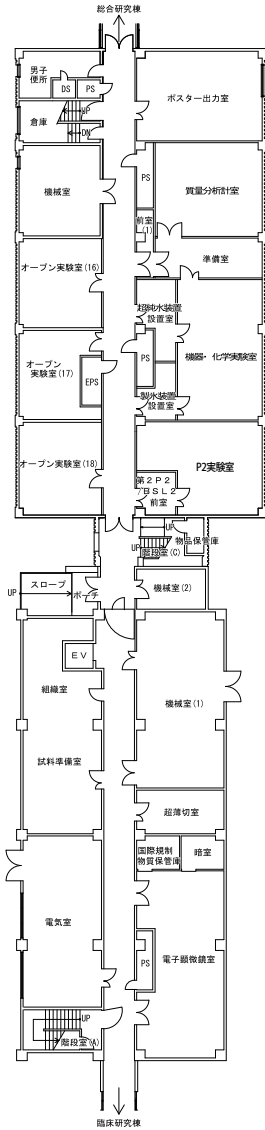 総合研究棟
男子
便所
DS
PS
UP
倉庫
DN
ポスター出力室
機械室
PS
質量分析計室
前室
(1)
準備室
オープン実験室(16)
超純水装置
設置室
オープン
実験室(17)
EPS
PS
機器・化学実験室
製氷装置
設置室
オープン実験室(18)
P2実験室
第2P2
/BSL2
前室
UP
物品保管庫
UP
階段室(C)
スロープ
UP
ポーチ
機械室(2)
EV
組織室
機械室(1)
試料準備室
超薄切室
国際規制
物質保管庫
暗室
電気室
PS
電子顕微鏡室
UP
階段室(A)
臨床研究棟